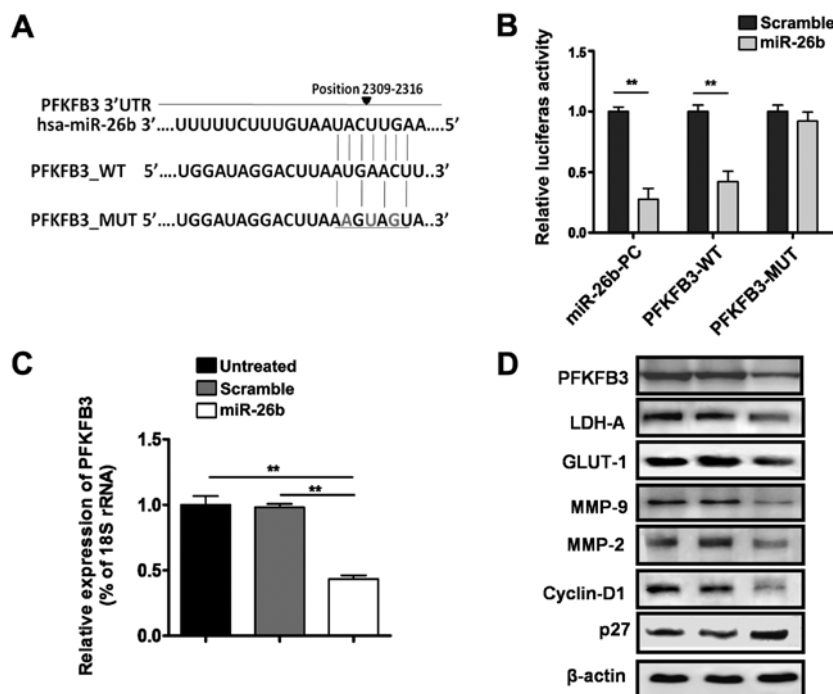 A
Position 2309-2316
PFKFB3 3'UTR
hsa-miR-26b 3'....UUUUUCUUUGUAAUACUUGAA....5'
PFKFB3_WT 5'....UGGAUAGGACUUAAUGAACUU..3'
PFKFB3_MUT 5'....UGGAUAGGACUUAAAGUAGUA..3'
B
Scramble
miR-26b
Relative luciferas activity
1.5
1.0
0.5
0.0
**
**
miR-26b-PC
PFKFB3-WT
PFKFB3-MUT
C
Untreated
Scramble
miR-26b
Relative expression of PFKFB3
(% of 18S rRNA)
1.5
1.0
0.5
0.0
**
**
D
PFKFB3
LDH-A
GLUT-1
MMP-9
MMP-2
Cyclin-D1
p27
β-actin